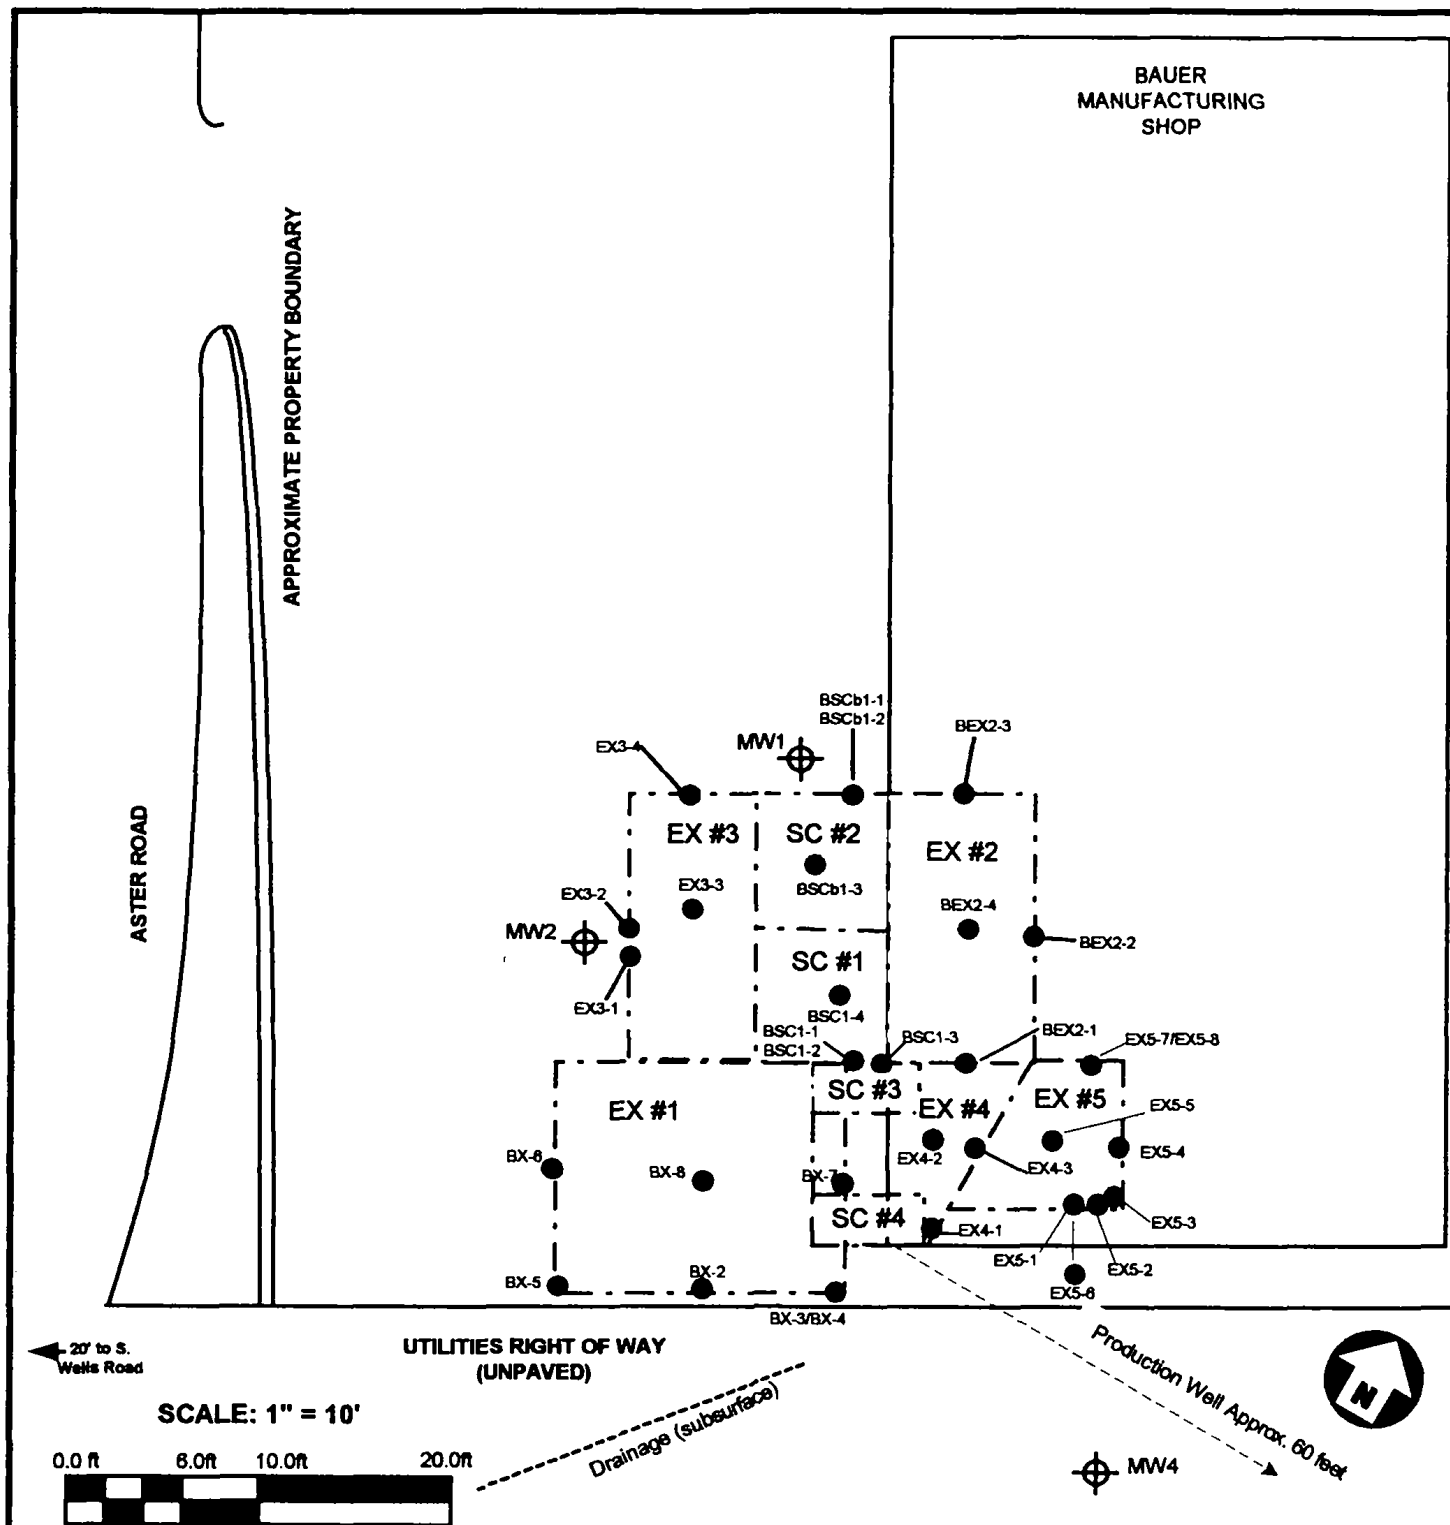 BAUER
MANUFACTURING
SHOP
APPROXIMATE PROPERTY BOUNDARY
ASTER ROAD
BSCb1-1
BSCb1-2
BEX2-3
MW1
EX3-4
EX #3
SC #2
EX #2
BSCb1-3
EX3-3
EX3-2
BEX2-4
MW2
BEX2-2
SC #1
EX3-1
BSC1-4
BSC1-1
BSC1-2
BSC1-3
BEX2-1
EX5-7/EX5-8
SC #3
EX #1
EX #4
EX #5
EX5-5
EX4-2
EX4-3
EX5-4
BX-6
BX-8
BX-7
SC #4
EX4-1
EX5-3
EX5-1
EX5-2
EX5-6
BX-5
BX-2
BX-3/BX-4
20' to S.
Wells Road
UTILITIES RIGHT OF WAY
(UNPAVED)
Drainage (subsurface)
Production Well Approx. 60 feet
N
MW4
SCALE: 1" = 10'
0.0 ft 6.0ft 10.0ft 20.0ft